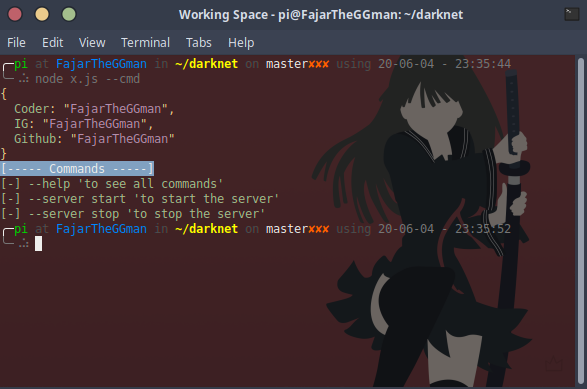 Working Space - pi@FajarTheGGman: ~/darknet
File Edit View Terminal Tabs Help
pi at FajarTheGGman in ~/darknet on master✘✘✘ using 20-06-04 - 23:35:44
node x.js --cmd
{
Coder: "FajarTheGGman",
IG: "FajarTheGGman",
Github: "FajarTheGGman"
}
[----- Commands -----]
[-] --help 'to see all commands'
[-] --server start 'to start the server'
[-] --server stop 'to stop the server'
pi at FajarTheGGman in ~/darknet on master✘✘✘ using 20-06-04 - 23:35:52